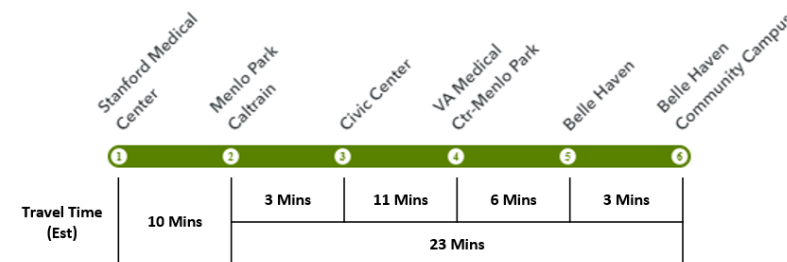 Stanford Medical
Center
Menlo Park
Caltrain
Civic Center
VA Medical
Ctr-Menlo Park
Belle Haven
Belle Haven
Community Campus
1
2
3
4
5
6
Travel Time
(Est)
10 Mins
3 Mins
11 Mins
6 Mins
3 Mins
23 Mins